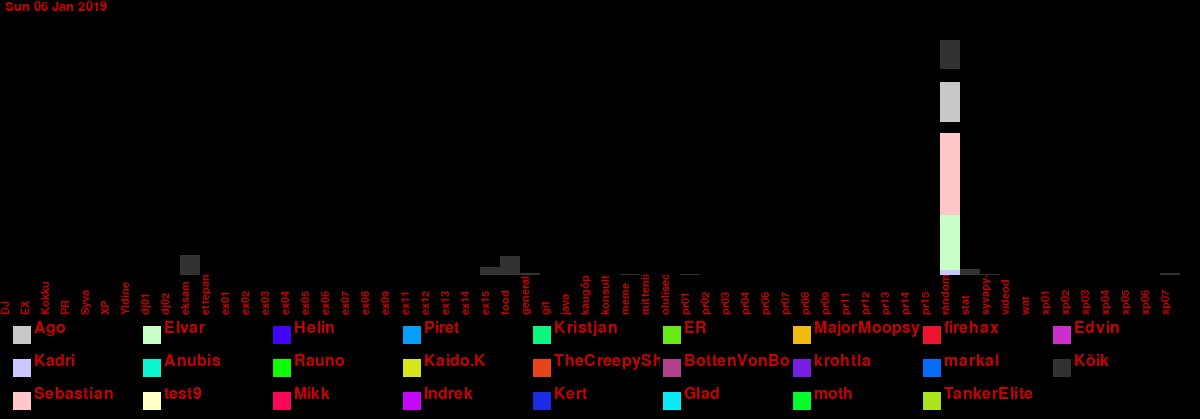 Sun 06 Jan 2019
DJ EX Kokku PR Syva XP Yldine dj01 dj02 eksam ettepan ex01 ex02 ex03 ex04 ex05 ex06 ex07 ex08 ex09 ex11 ex12 ex13 ex14 ex15 food general git java kaugõp konsult meme mittenii olulised pr01 pr02 pr03 pr04 pr06 pr07 pr08 pr09 pr11 pr12 pr13 pr14 pr15 random stat syvapy videod wat xp01 xp02 xp03 xp04 xp05 xp06 xp07
Ago Elvar Helin Piret Kristjan ER MajorMoopsy firehax Edvin
Kadri Anubis Rauno Kaido.K TheCreepySh BottenVonBo krohtla markal Kõik
Sebastian test9 Mikk Indrek Kert Glad moth TankerElite